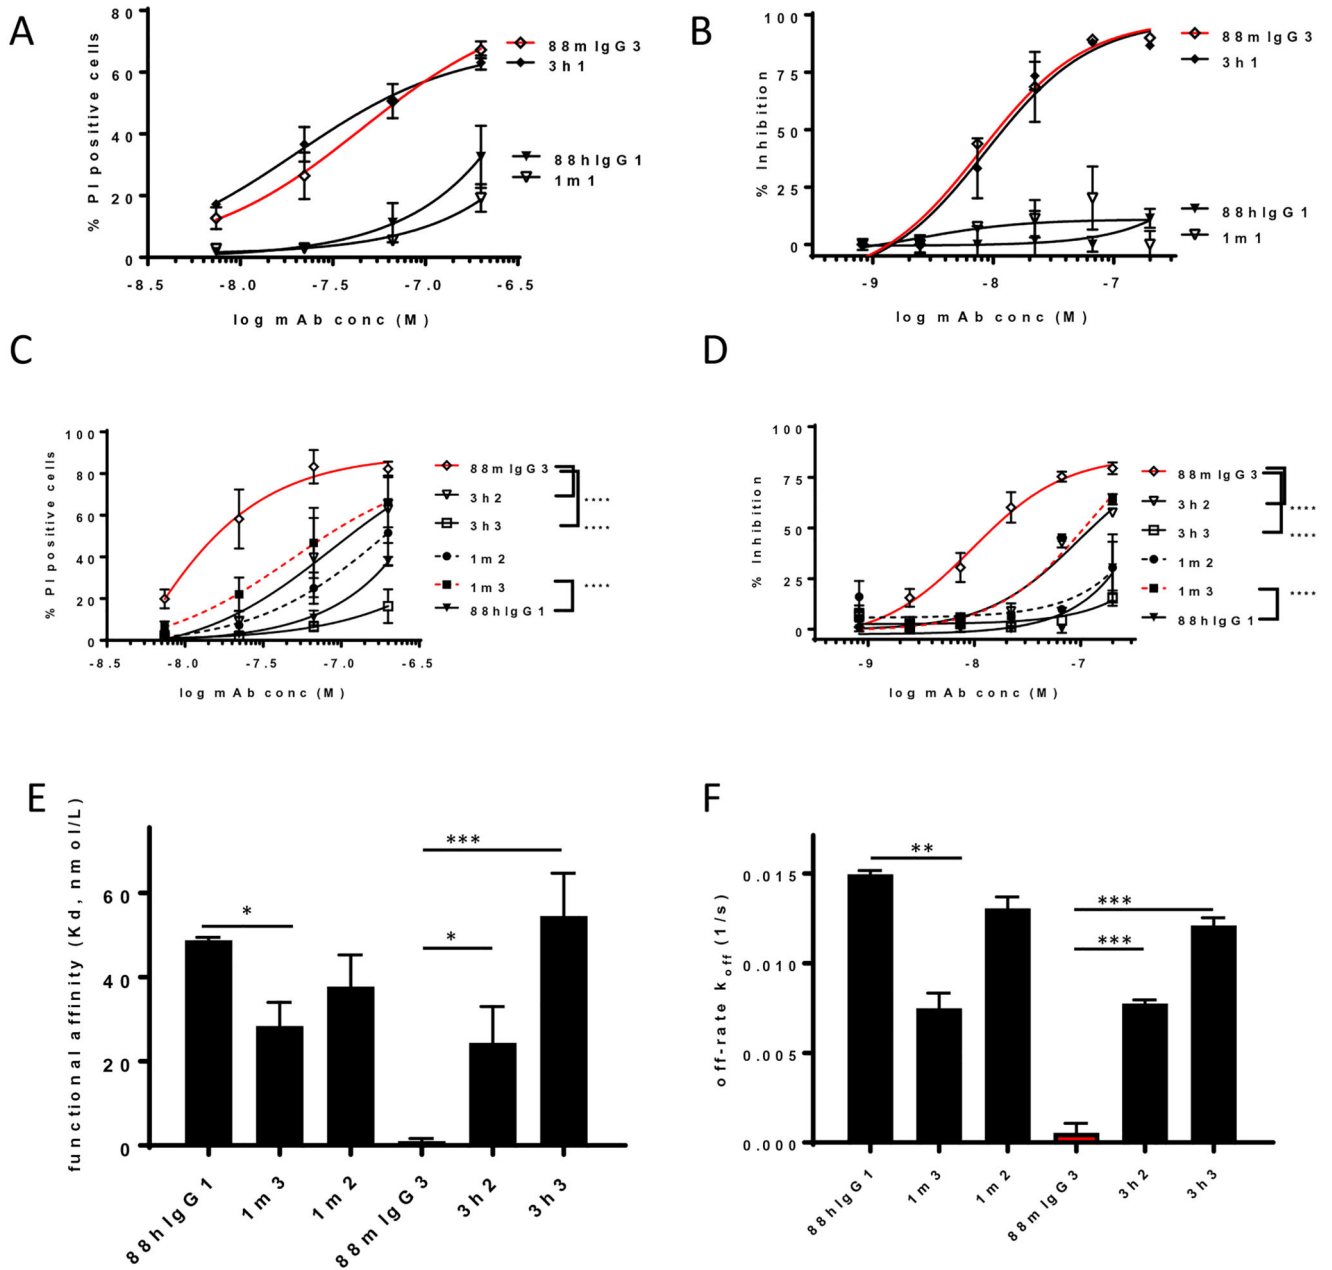 A
% PI positive cells
80
60
40
20
0
-8.5
-8.0
-7.5
-7.0
-6.5
log mAb conc (M)
88mIgG3
3h1
88hIgG1
1m1
B
% Inhibition
100
75
50
25
0
-9
-8
-7
log mAb conc (M)
88mIgG3
3h1
88hIgG1
1m1
C
% PI positive cells
100
80
60
40
20
0
-8.5
-8.0
-7.5
-7.0
-6.5
log mAb conc (M)
88mIgG3
3h2
3h3
1m2
1m3
88hIgG1
****
****
****
D
% Inhibition
100
75
50
25
0
-9
-8
-7
log mAb conc (M)
88mIgG3
3h2
3h3
1m2
1m3
88hIgG1
****
****
****
E
functional affinity (Kd, nmol/L)
60
40
20
0
*
*
***
88hIgG1
1m3
1m2
88mIgG3
3h2
3h3
F
off-rate koff (1/s)
0.015
0.010
0.005
0.000
**
***
***
88hIgG1
1m3
1m2
88mIgG3
3h2
3h3